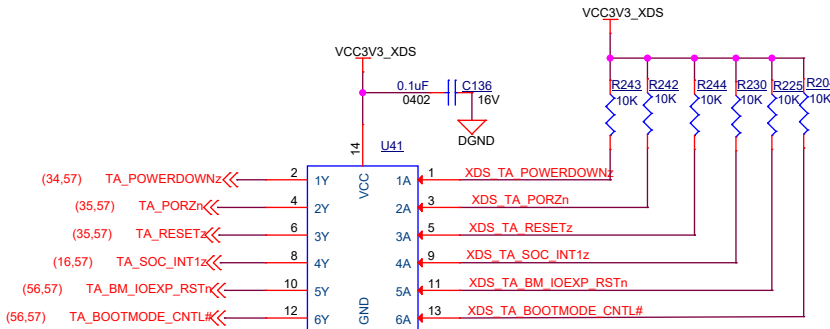 VCC3V3_XDS
VCC3V3_XDS
0.1uF C136
0402 16V
DGND
R243 R242 R244 R230 R225
10K 10K 10K 10K 10K 10K
U41
14
VCC
(34,57) TA_POWERDOWNz 2 1Y 1A 1 XDS_TA_POWERDOWNz
(35,57) TA_PORZn 4 2Y 2A 3 XDS_TA_PORZn
(35,57) TA_RESETz 6 3Y 3A 5 XDS_TA_RESETz
(16,57) TA_SOC_INT1z 8 4Y 4A 9 XDS_TA_SOC_INT1z
(56,57) TA_BM_IOEXP_RSTn 10 5Y 5A 11 XDS_TA_BM_IOEXP_RSTn
(56,57) TA_BOOTMODE_CNTL# 12 6Y 6A 13 XDS_TA_BOOTMODE_CNTL#
GND